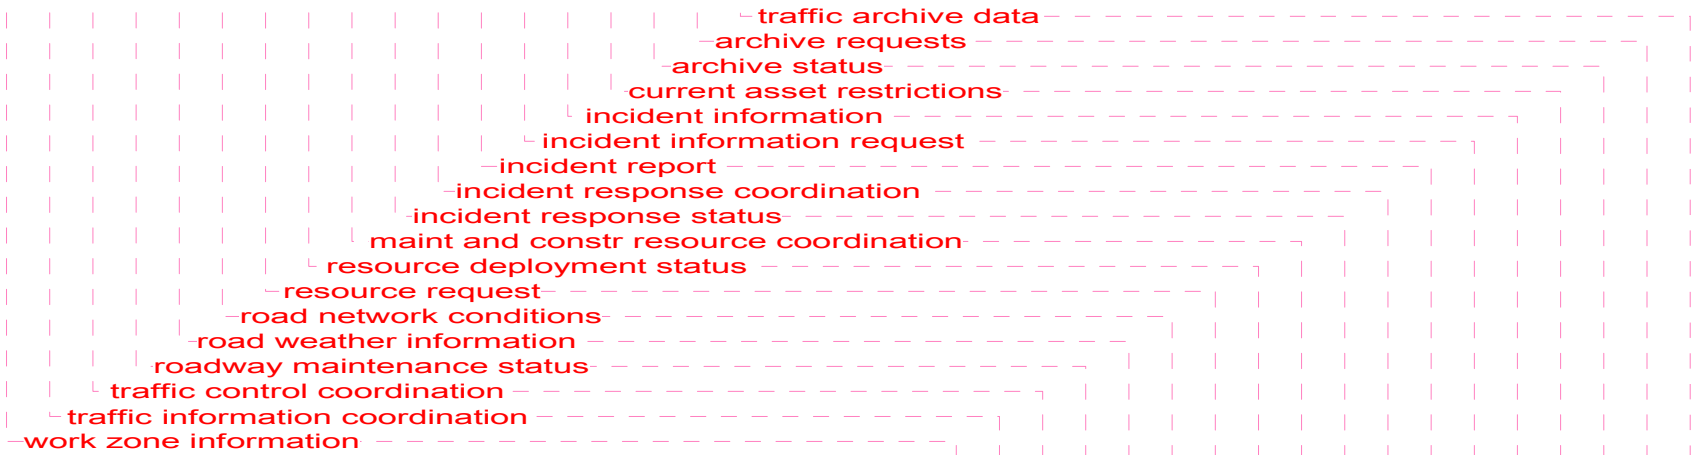 traffic archive data
archive requests
archive status
current asset restrictions
incident information
incident information request
incident report
incident response coordination
incident response status
maint and constr resource coordination
resource deployment status
resource request
road network conditions
road weather information
roadway maintenance status
traffic control coordination
traffic information coordination
work zone information